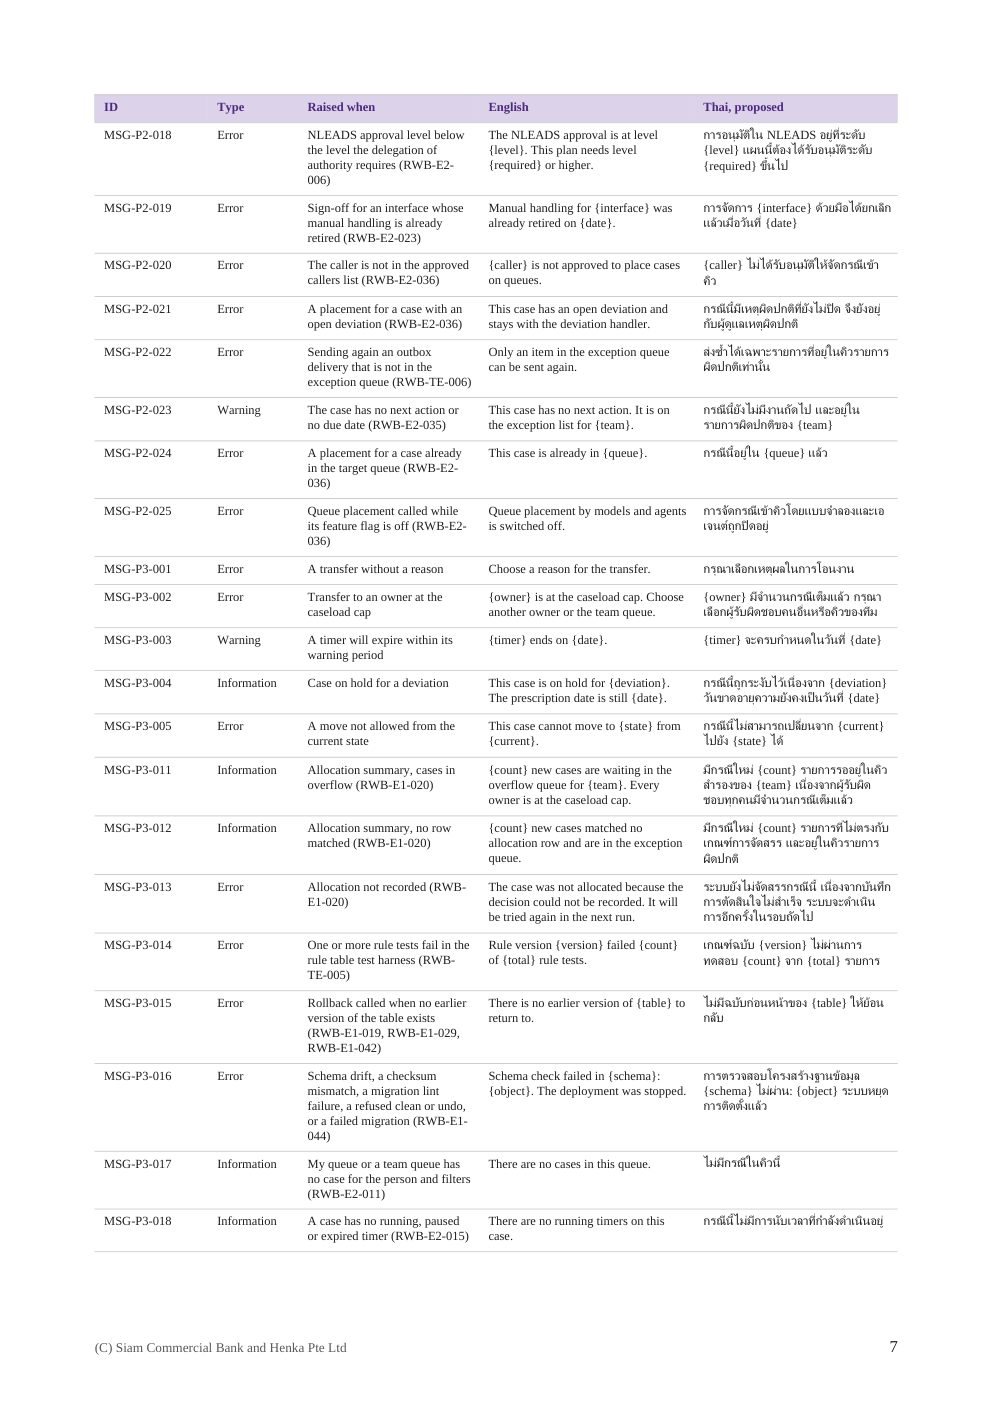 ID Type Raised when English Thai, proposed
MSG-P2-018 Error NLEADS approval level below The NLEADS approval is at level การอนุมัติใน NLEADS อยู่ที่ระดับ
the level the delegation of {level}. This plan needs level {level} แผนนี้ต้องได้รับอนุมัติระดับ
authority requires (RWB-E2- {required} or higher. {required} ขึ้นไป
006)
MSG-P2-019 Error Sign-off for an interface whose Manual handling for {interface} was การจัดการ {interface} ด้วยมือได้ยกเลิก
manual handling is already already retired on {date}. แล้วเมื่อวันที่ {date}
retired (RWB-E2-023)
MSG-P2-020 Error The caller is not in the approved {caller} is not approved to place cases {caller} ไม่ได้รับอนุมัติให้จัดกรณีเข้า
callers list (RWB-E2-036) on queues. คิว
MSG-P2-021 Error A placement for a case with an This case has an open deviation and กรณีนี้มีเหตุผิดปกติที่ยังไม่ปิด จึงยังอยู่
open deviation (RWB-E2-036) stays with the deviation handler. กับผู้ดูแลเหตุผิดปกติ
MSG-P2-022 Error Sending again an outbox Only an item in the exception queue ส่งซ้ำได้เฉพาะรายการที่อยู่ในคิวรายการ
delivery that is not in the can be sent again. ผิดปกติเท่านั้น
exception queue (RWB-TE-006)
MSG-P2-023 Warning The case has no next action or This case has no next action. It is on กรณีนี้ยังไม่มีงานถัดไป และอยู่ใน
no due date (RWB-E2-035) the exception list for {team}. รายการผิดปกติของ {team}
MSG-P2-024 Error A placement for a case already This case is already in {queue}. กรณีนี้อยู่ใน {queue} แล้ว
in the target queue (RWB-E2-
036)
MSG-P2-025 Error Queue placement called while Queue placement by models and agents การจัดกรณีเข้าคิวโดยแบบจำลองและเอ
its feature flag is off (RWB-E2- is switched off. เจนต์ถูกปิดอยู่
036)
MSG-P3-001 Error A transfer without a reason Choose a reason for the transfer. กรุณาเลือกเหตุผลในการโอนงาน
MSG-P3-002 Error Transfer to an owner at the {owner} is at the caseload cap. Choose {owner} มีจำนวนกรณีเต็มแล้ว กรุณา
caseload cap another owner or the team queue. เลือกผู้รับผิดชอบคนอื่นหรือคิวของทีม
MSG-P3-003 Warning A timer will expire within its {timer} ends on {date}. {timer} จะครบกำหนดในวันที่ {date}
warning period
MSG-P3-004 Information Case on hold for a deviation This case is on hold for {deviation}. กรณีนี้ถูกระงับไว้เนื่องจาก {deviation}
The prescription date is still {date}. วันขาดอายุความยังคงเป็นวันที่ {date}
MSG-P3-005 Error A move not allowed from the This case cannot move to {state} from กรณีนี้ไม่สามารถเปลี่ยนจาก {current}
current state {current}. ไปยัง {state} ได้
MSG-P3-011 Information Allocation summary, cases in {count} new cases are waiting in the มีกรณีใหม่ {count} รายการรออยู่ในคิว
overflow (RWB-E1-020) overflow queue for {team}. Every สำรองของ {team} เนื่องจากผู้รับผิด
owner is at the caseload cap. ชอบทุกคนมีจำนวนกรณีเต็มแล้ว
MSG-P3-012 Information Allocation summary, no row {count} new cases matched no มีกรณีใหม่ {count} รายการที่ไม่ตรงกับ
matched (RWB-E1-020) allocation row and are in the exception เกณฑ์การจัดสรร และอยู่ในคิวรายการ
queue. ผิดปกติ
MSG-P3-013 Error Allocation not recorded (RWB- The case was not allocated because the ระบบยังไม่จัดสรรกรณีนี้ เนื่องจากบันทึก
E1-020) decision could not be recorded. It will การตัดสินใจไม่สำเร็จ ระบบจะดำเนิน
be tried again in the next run. การอีกครั้งในรอบถัดไป
MSG-P3-014 Error One or more rule tests fail in the Rule version {version} failed {count} เกณฑ์ฉบับ {version} ไม่ผ่านการ
rule table test harness (RWB- of {total} rule tests. ทดสอบ {count} จาก {total} รายการ
TE-005)
MSG-P3-015 Error Rollback called when no earlier There is no earlier version of {table} to ไม่มีฉบับก่อนหน้าของ {table} ให้ย้อน
version of the table exists return to. กลับ
(RWB-E1-019, RWB-E1-029,
RWB-E1-042)
MSG-P3-016 Error Schema drift, a checksum Schema check failed in {schema}: การตรวจสอบโครงสร้างฐานข้อมูล
mismatch, a migration lint {object}. The deployment was stopped. {schema} ไม่ผ่าน: {object} ระบบหยุด
failure, a refused clean or undo, การติดตั้งแล้ว
or a failed migration (RWB-E1-
044)
MSG-P3-017 Information My queue or a team queue has There are no cases in this queue. ไม่มีกรณีในคิวนี้
no case for the person and filters
(RWB-E2-011)
MSG-P3-018 Information A case has no running, paused There are no running timers on this กรณีนี้ไม่มีการนับเวลาที่กำลังดำเนินอยู่
or expired timer (RWB-E2-015) case.
(C) Siam Commercial Bank and Henka Pte Ltd 7